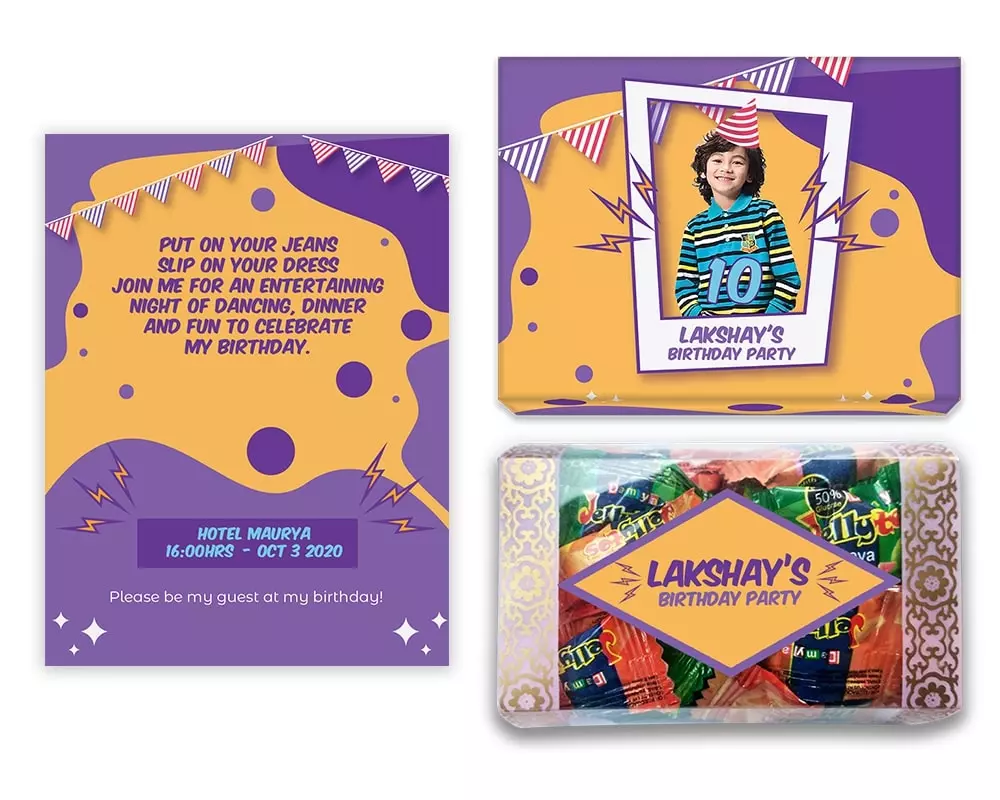 PUT ON YOUR JEANS
SLIP ON YOUR DRESS
JOIN ME FOR AN ENTERTAINING
NIGHT OF DANCING, DINNER
AND FUN TO CELEBRATE
MY BIRTHDAY.
HOTEL MAURYA
16:00HRS - OCT 3 2020
Please be my guest at my birthday!
10
LAKSHAY'S
BIRTHDAY PARTY
50%
LAKSHAY'S
BIRTHDAY PARTY